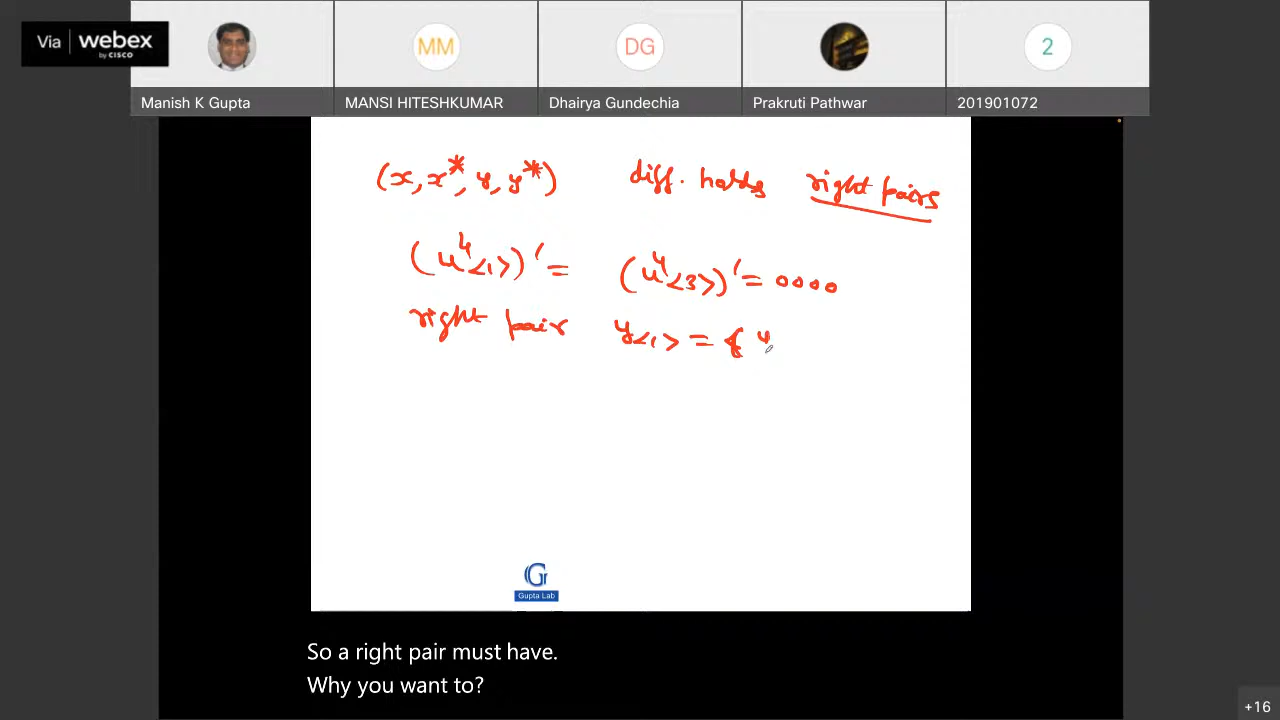 Via webex
by CISCO
MM
DG
2
Manish K Gupta
MANSI HITESHKUMAR
Dhairya Gundechia
Prakruti Pathwar
201901072
(x, x*, y, y*) diff. holds right pairs
(u⁴<1>)' = (u⁴<3>)' = 0000
right pair y<1> = {
G
Gupta Lab
So a right pair must have.
Why you want to?
+16